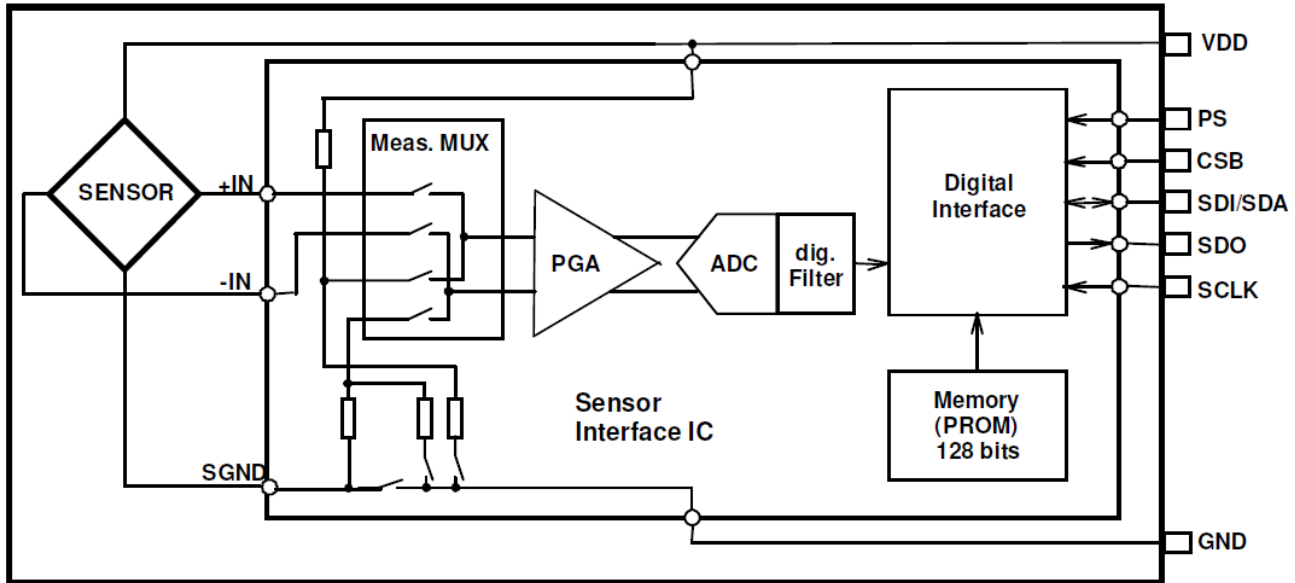 VDD
PS
CSB
SDI/SDA
SDO
SCLK
GND
SENSOR
+IN
-IN
SGND
Meas. MUX
PGA
ADC
dig.
Filter
Digital
Interface
Memory
(PROM)
128 bits
Sensor
Interface IC